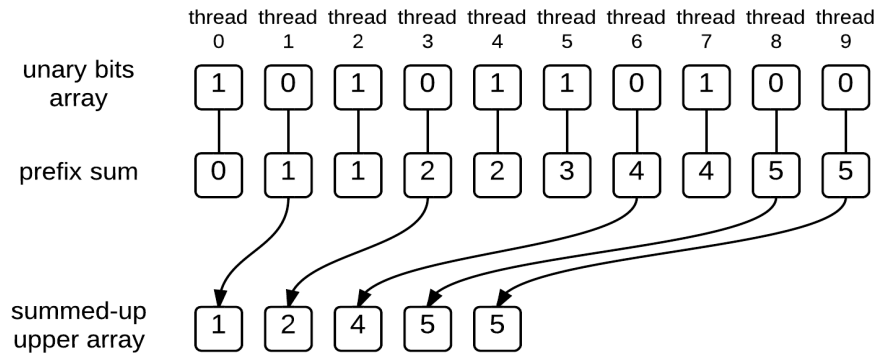 thread thread thread thread thread thread thread thread thread thread
0 1 2 3 4 5 6 7 8 9
unary bits
array
1 0 1 0 1 1 0 1 0 0
prefix sum
0 1 1 2 2 3 4 4 5 5
summed-up
upper array
1 2 4 5 5